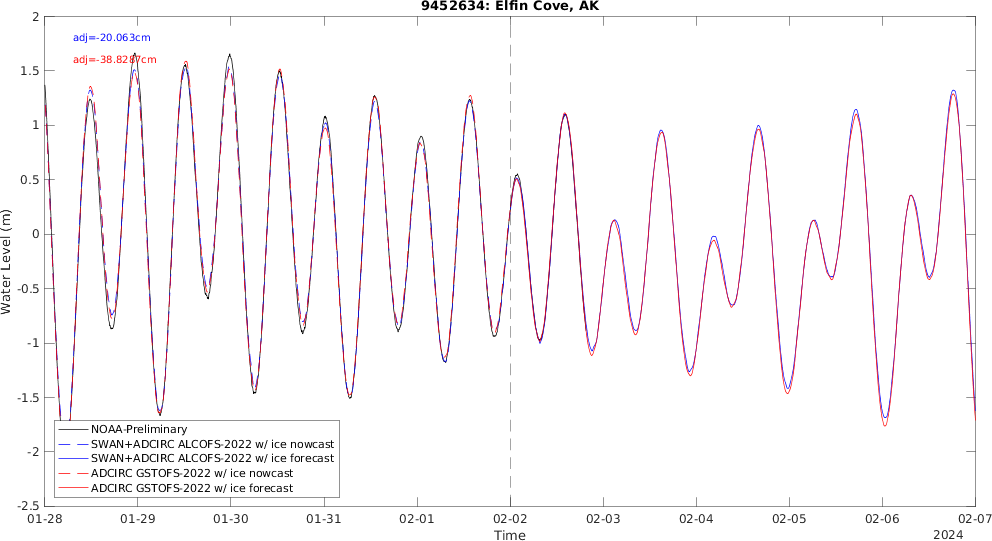 9452634: Elfin Cove, AK
adj=-20.063cm
adj=-38.8287cm
2
1.5
1
0.5
0
-0.5
-1
-1.5
-2
-2.5
Water Level (m)
NOAA-Preliminary
SWAN+ADCIRC ALCOFS-2022 w/ ice nowcast
SWAN+ADCIRC ALCOFS-2022 w/ ice forecast
ADCIRC GSTOFS-2022 w/ ice nowcast
ADCIRC GSTOFS-2022 w/ ice forecast
01-28 01-29 01-30 01-31 02-01 02-02 02-03 02-04 02-05 02-06 02-07
Time
2024